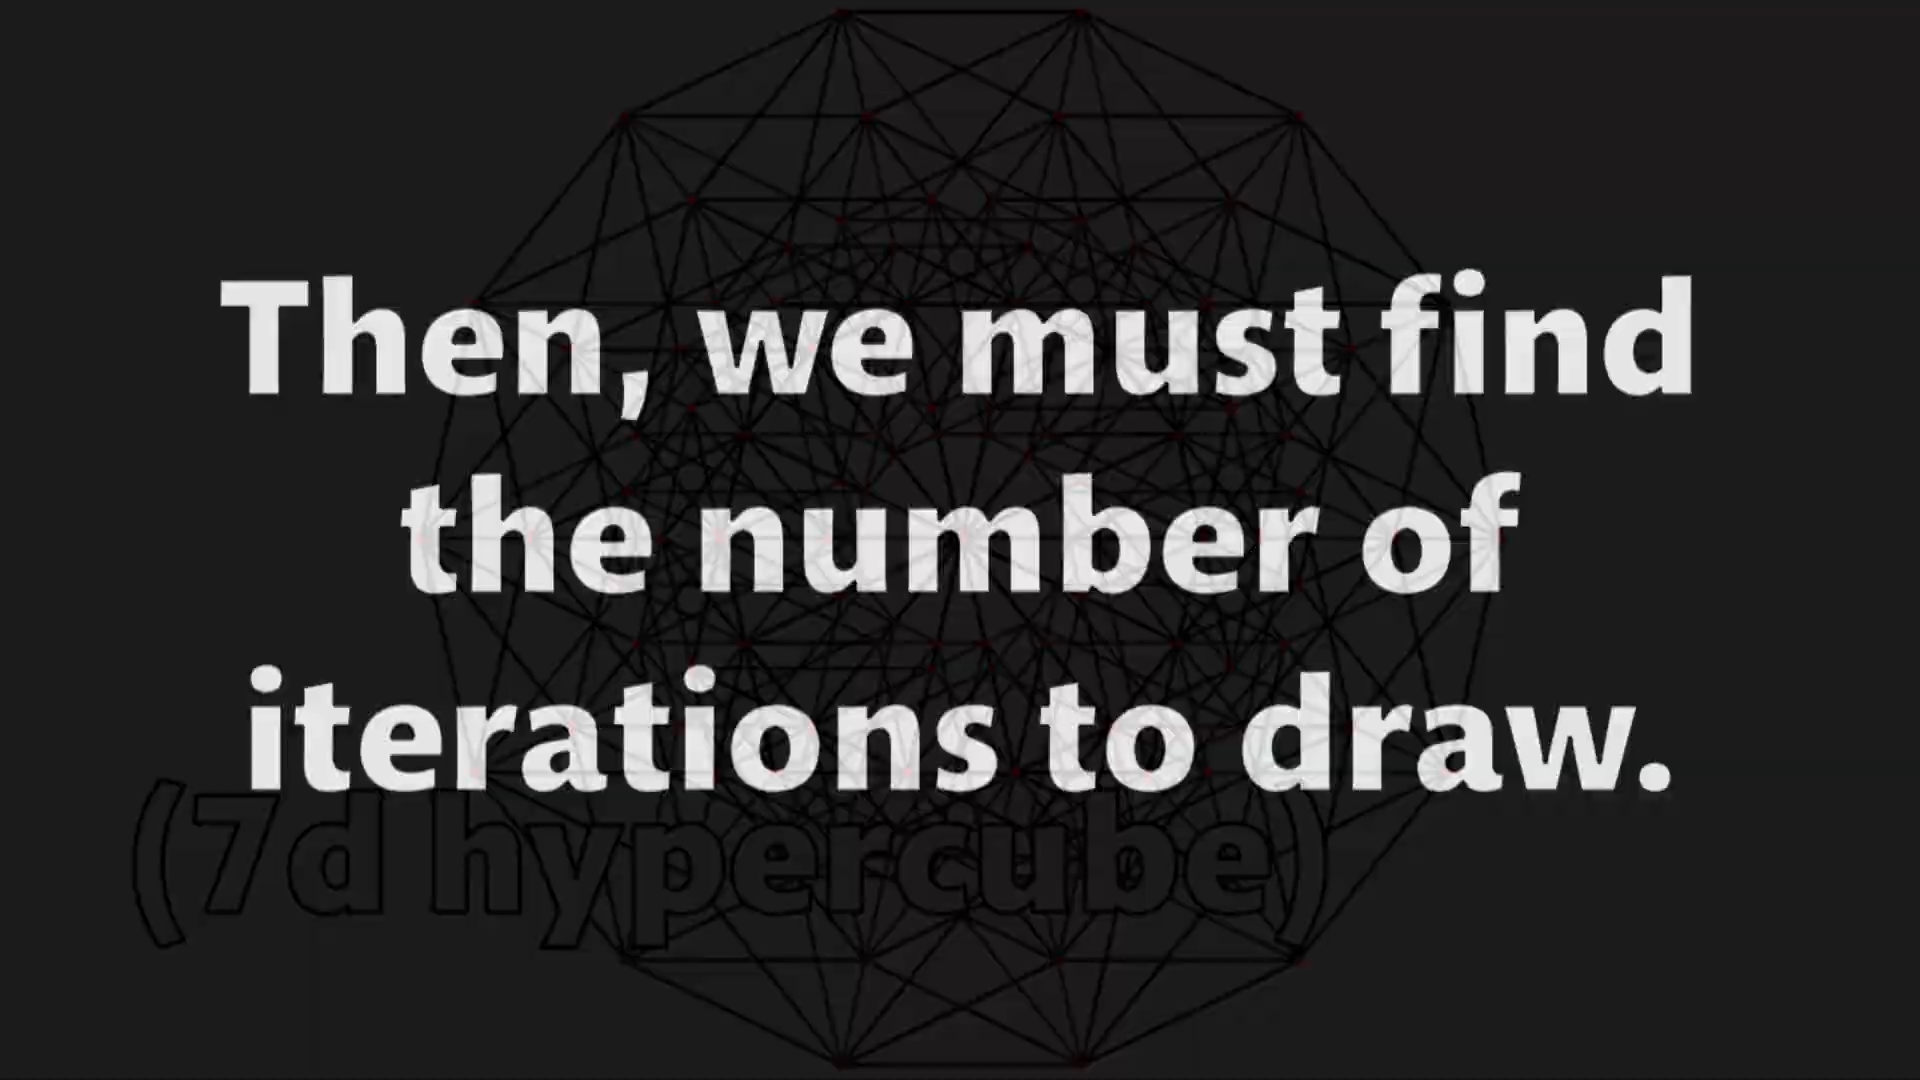 Then, we must find
the number of
iterations to draw.
(7d hypercube)